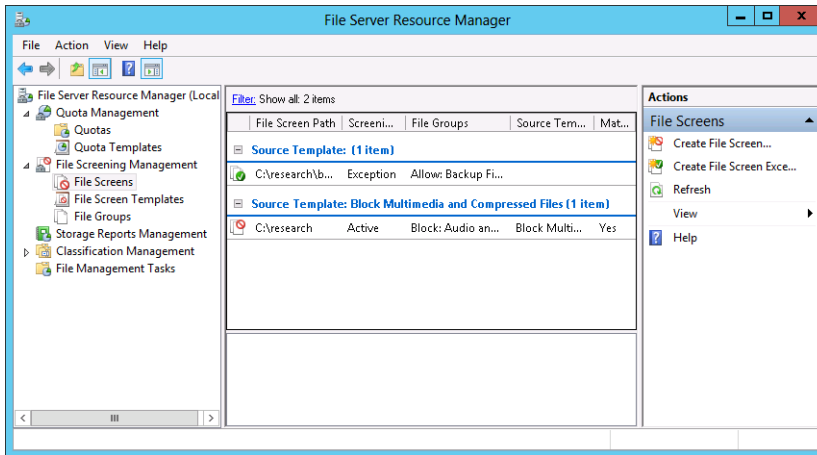 File Server Resource Manager
File Action View Help
File Server Resource Manager (Local
Quota Management
Quotas
Quota Templates
File Screening Management
File Screens
File Screen Templates
File Groups
Storage Reports Management
Classification Management
File Management Tasks
Filter: Show all: 2 items
File Screen Path Screeni... File Groups Source Tem... Mat...
Source Template: (1 item)
C:\research\b... Exception Allow: Backup Fi...
Source Template: Block Multimedia and Compressed Files (1 item)
C:\research Active Block: Audio an... Block Multi... Yes
Actions
File Screens
Create File Screen...
Create File Screen Exce...
Refresh
View
Help